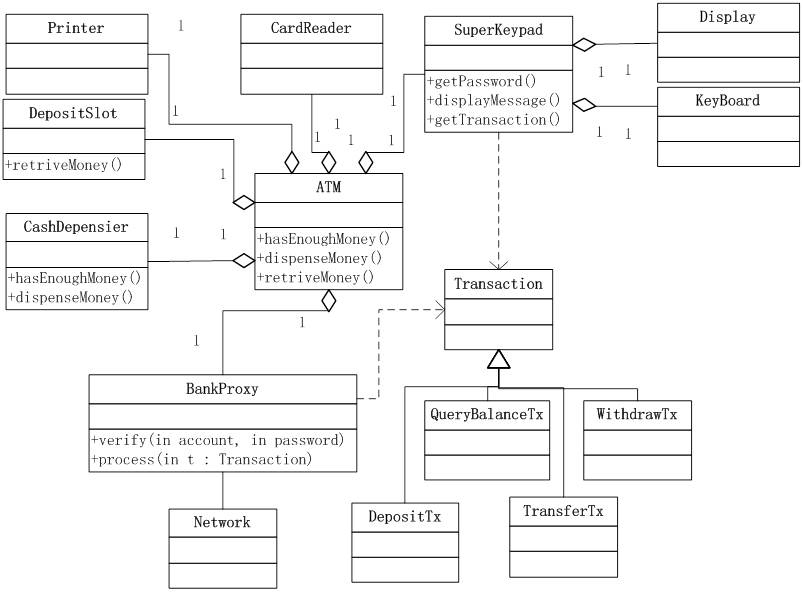 Printer
1
CardReader
SuperKeypad
+getPassword()
+displayMessage()
+getTransaction()
Display
1
1
KeyBoard
1
1
DepositSlot
+retriveMoney()
1
1
1
1
1
1
1
ATM
+hasEnoughMoney()
+dispenseMoney()
+retriveMoney()
1
CashDepensier
+hasEnoughMoney()
+dispenseMoney()
1
1
1
1
Transaction
BankProxy
+verify(in account, in password)
+process(in t : Transaction)
QueryBalanceTx
WithdrawTx
Network
DepositTx
TransferTx